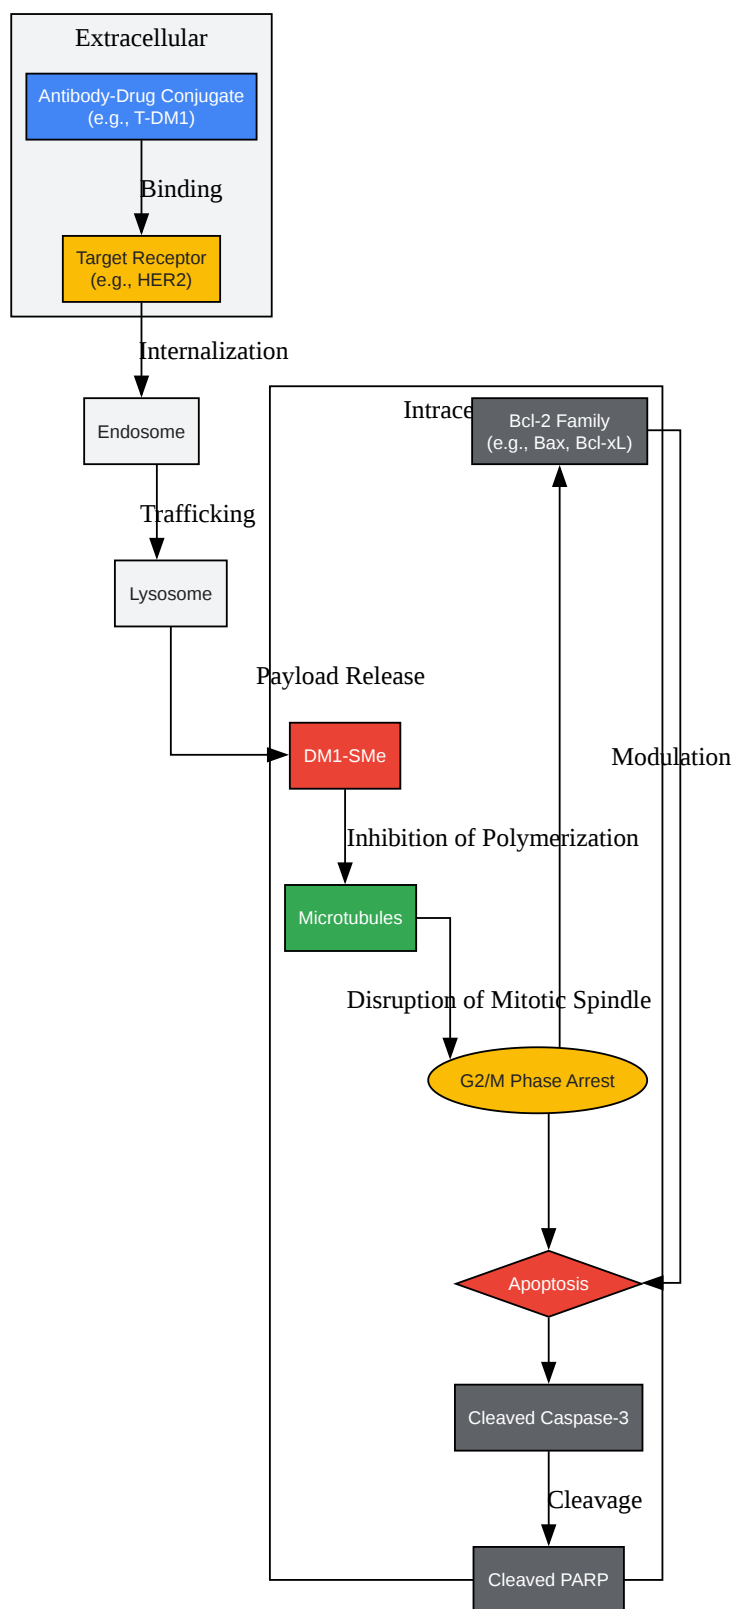 Extracellular
Antibody-Drug Conjugate
(e.g., T-DM1)
Binding
Target Receptor
(e.g., HER2)
Internalization
Intrace
Bcl-2 Family
(e.g., Bax, Bcl-xL)
Endosome
Trafficking
Lysosome
Payload Release
DM1-SMe
Modulation
Inhibition of Polymerization
Microtubules
Disruption of Mitotic Spindle
G2/M Phase Arrest
Apoptosis
Cleaved Caspase-3
Cleavage
Cleaved PARP